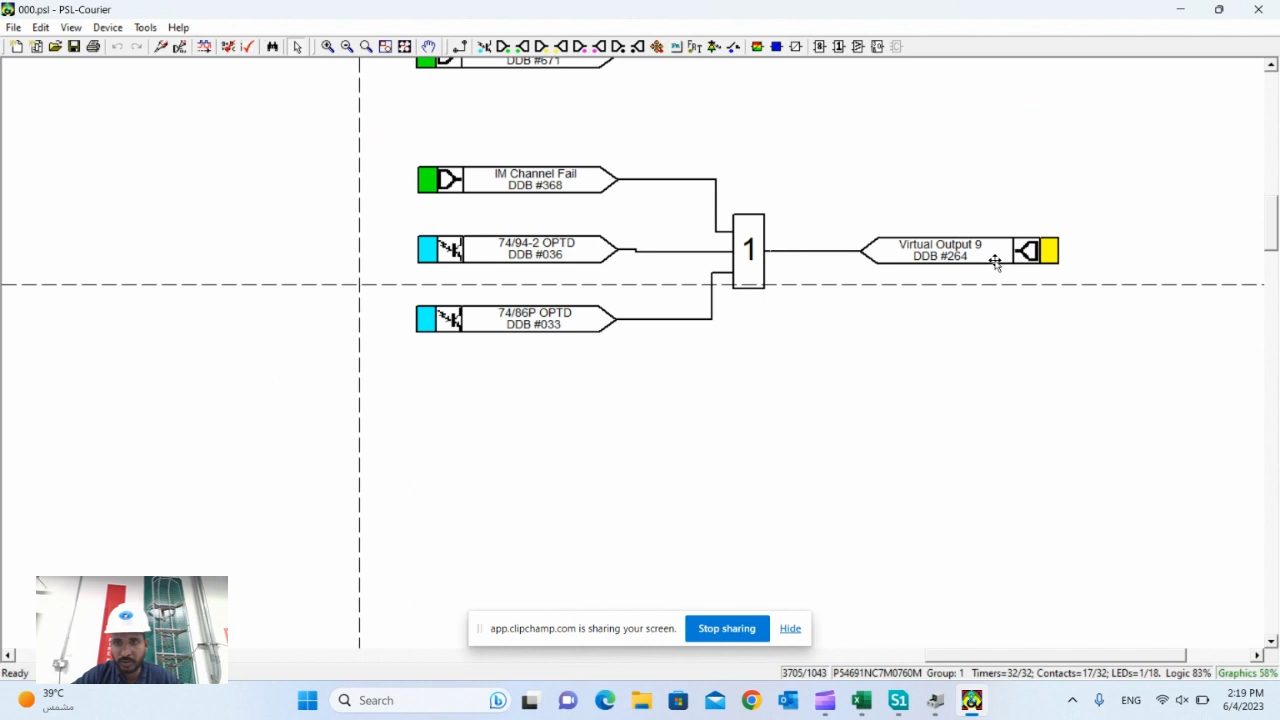 000.psl - PSL-Courier
File Edit View Device Tools Help
DDB #671
IM Channel Fail
DDB #368
74/94-2 OPTD
DDB #036
74/86P OPTD
DDB #033
1
Virtual Output 9
DDB #264
app.clipchamp.com is sharing your screen.
Stop sharing
Hide
Ready
3705/1043 P54691NC7M0760M Group: 1 Timers=32/32; Contacts=17/32; LEDs=1/18. Logic 83% Graphics 58%
39°C
مشمس
Search
ENG
2:19 PM
6/4/2023